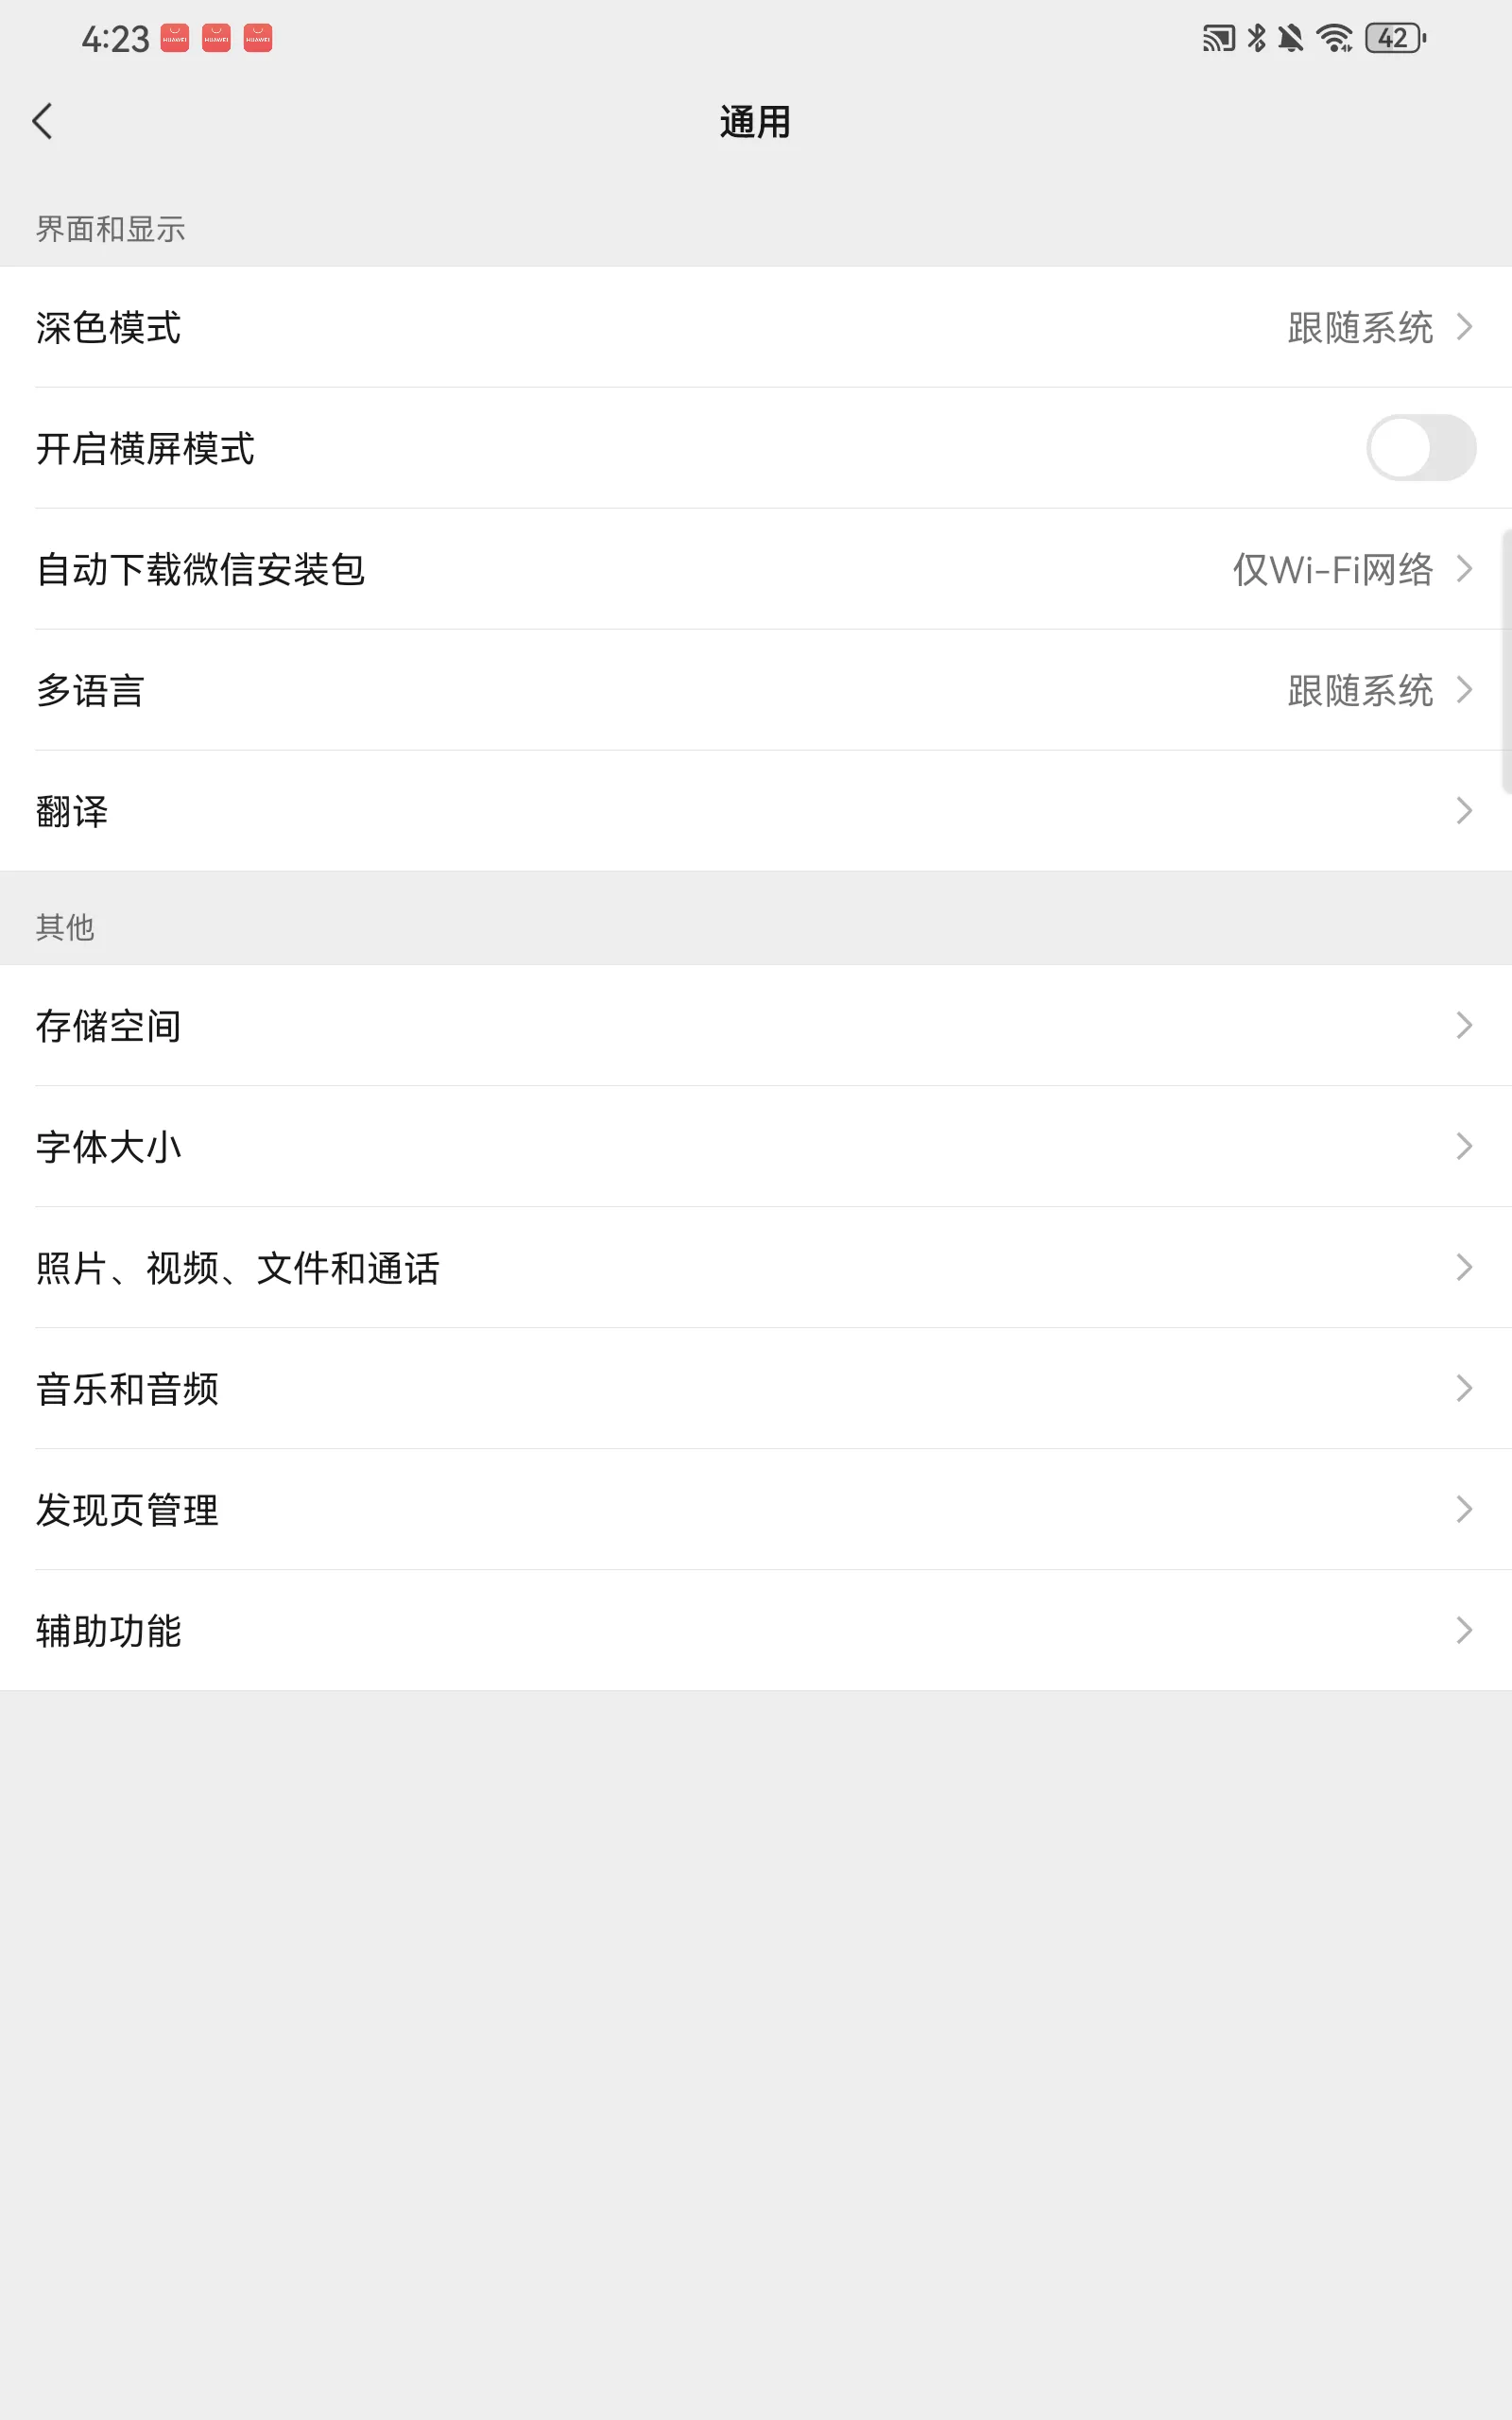 4:23 HUAWEI HUAWEI HUAWEI 42
通用
界面和显示
深色模式 跟随系统
开启横屏模式
自动下载微信安装包 仅Wi-Fi网络
多语言 跟随系统
翻译
其他
存储空间
字体大小
照片、视频、文件和通话
音乐和音频
发现页管理
辅助功能